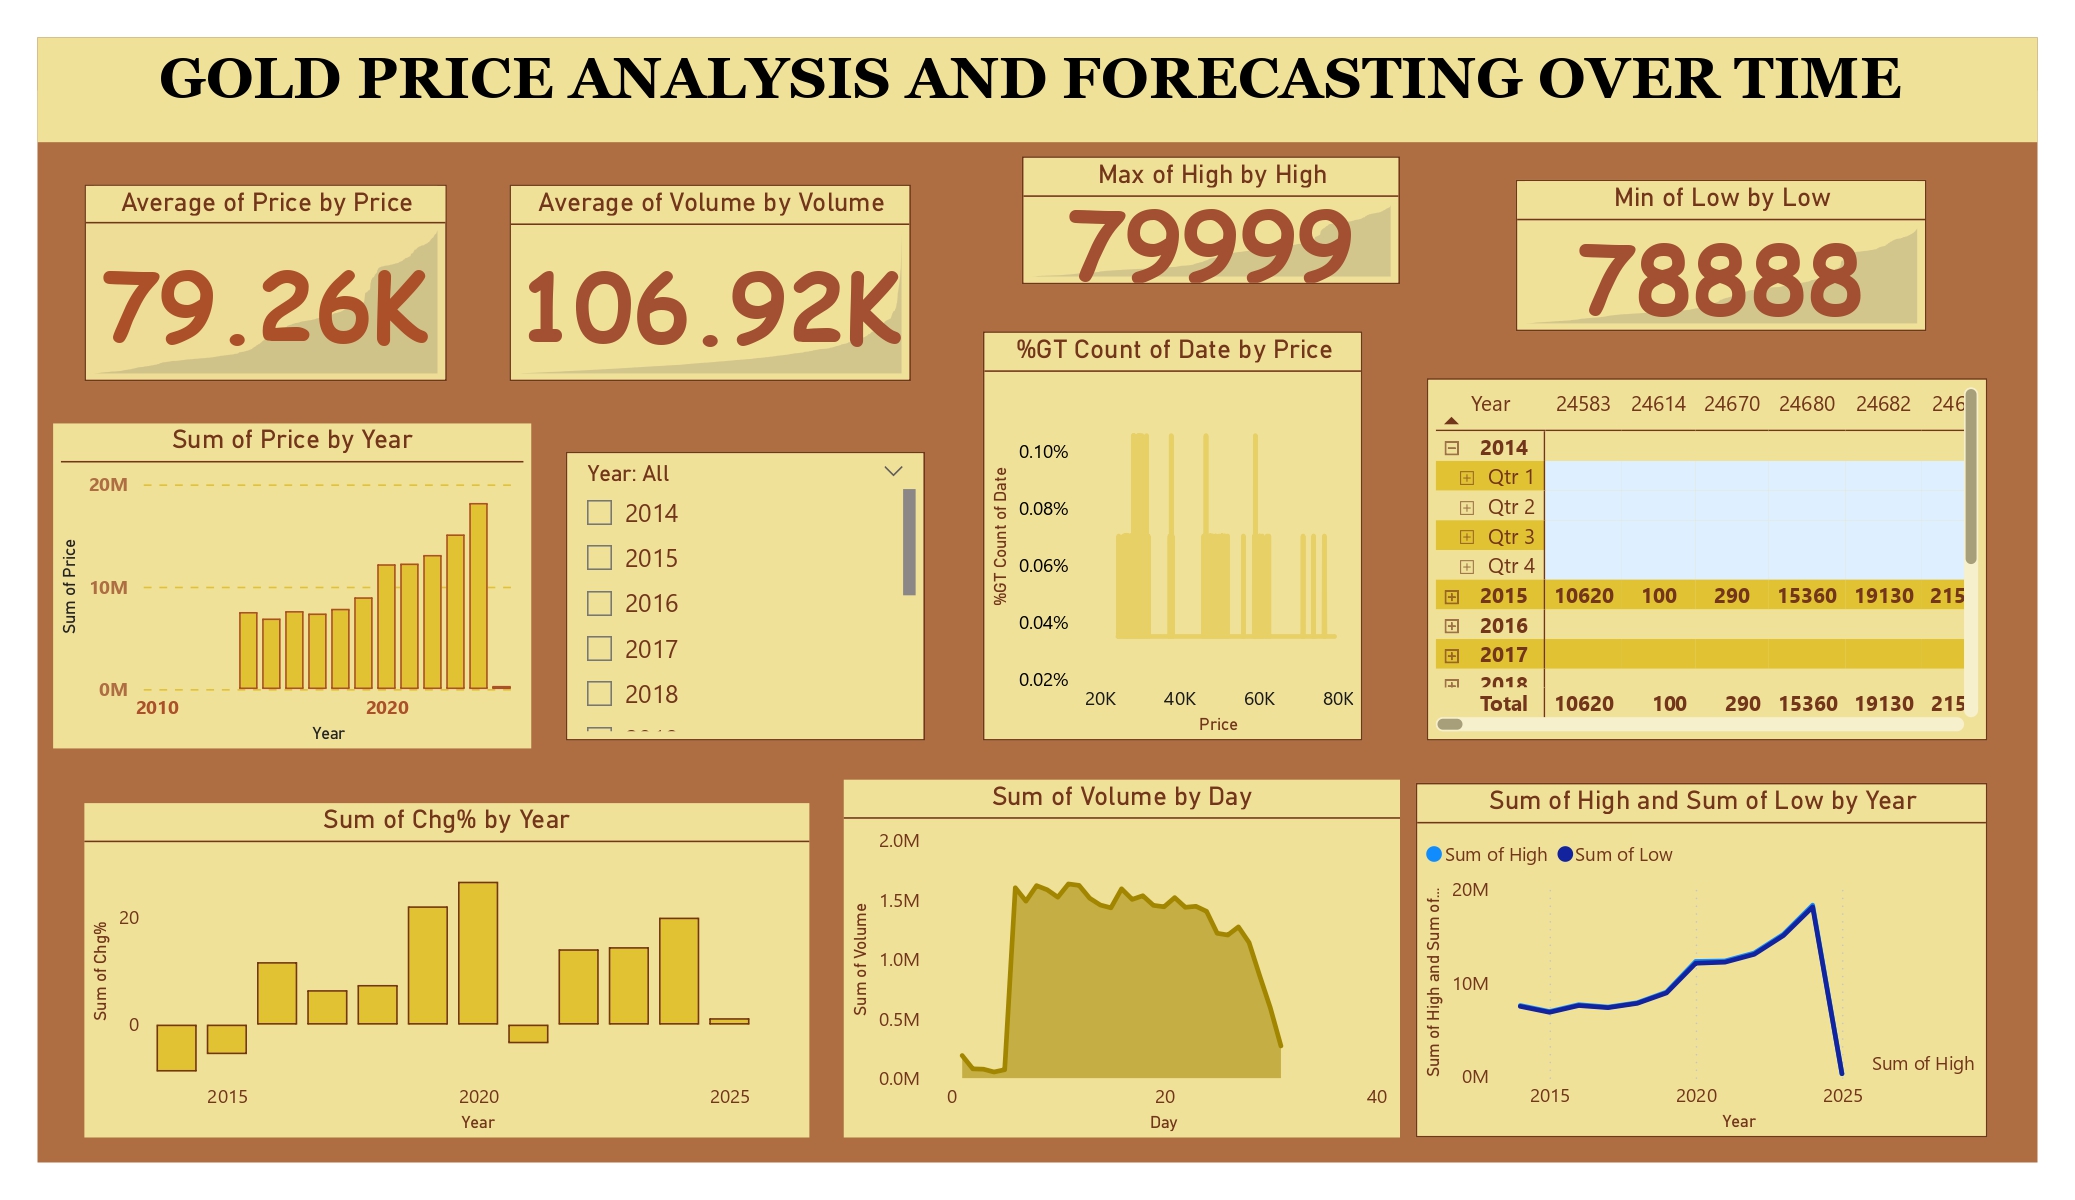 GOLD PRICE ANALYSIS AND FORECASTING OVER TIME
Average of Price by Price
79.26K
Average of Volume by Volume
106.92K
Max of High by High
79999
Min of Low by Low
78888
Sum of Price by Year
Sum of Price
20M
10M
0M
2010 2020
Year
Year: All
2014
2015
2016
2017
2018
%GT Count of Date by Price
%GT Count of Date
0.10%
0.08%
0.06%
0.04%
0.02%
20K 40K 60K 80K
Price
Year 24583 24614 24670 24680 24682 246
2014
Qtr 1
Qtr 2
Qtr 3
Qtr 4
2015 10620 100 290 15360 19130 215
2016
2017
2018
Total 10620 100 290 15360 19130 215
Sum of Chg% by Year
Sum of Chg%
20
0
2015 2020 2025
Year
Sum of Volume by Day
Sum of Volume
2.0M
1.5M
1.0M
0.5M
0.0M
0 20 40
Day
Sum of High and Sum of Low by Year
Sum of High Sum of Low
Sum of High and Sum of...
20M
10M
0M
Sum of High
2015 2020 2025
Year